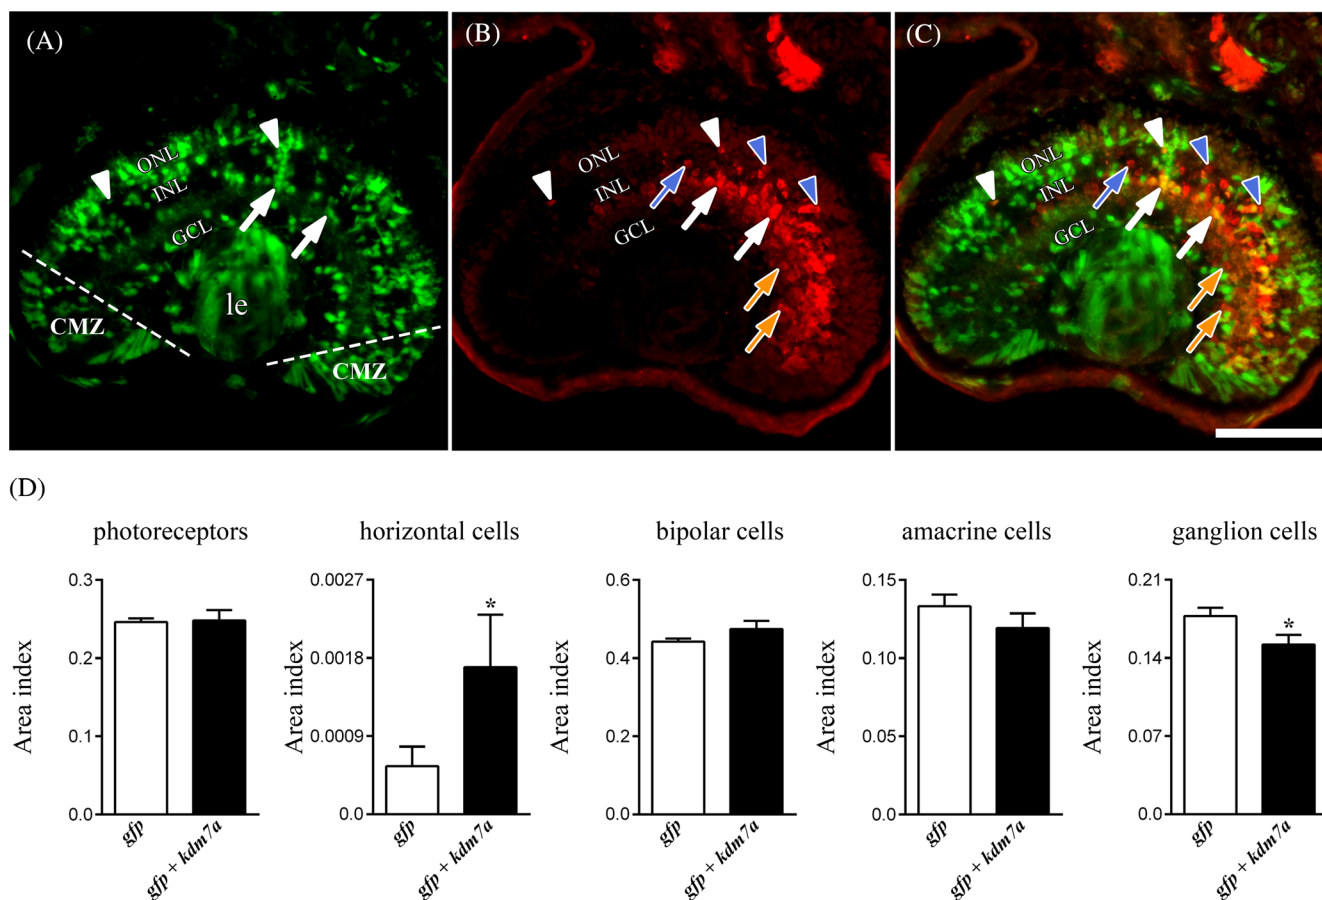 (A)
ONL
INL
GCL
le
CMZ
CMZ
(B)
ONL
INL
GCL
(C)
ONL
INL
GCL
(D)
photoreceptors
Area index
0.3
0.2
0.1
0.0
gfp
gfp + kdm7a
horizontal cells
Area index
0.0027
0.0018
0.0009
0.0
*
gfp
gfp + kdm7a
bipolar cells
Area index
0.6
0.4
0.2
0.0
gfp
gfp + kdm7a
amacrine cells
Area index
0.15
0.10
0.05
0.0
gfp
gfp + kdm7a
ganglion cells
Area index
0.21
0.14
0.07
0.0
*
gfp
gfp + kdm7a